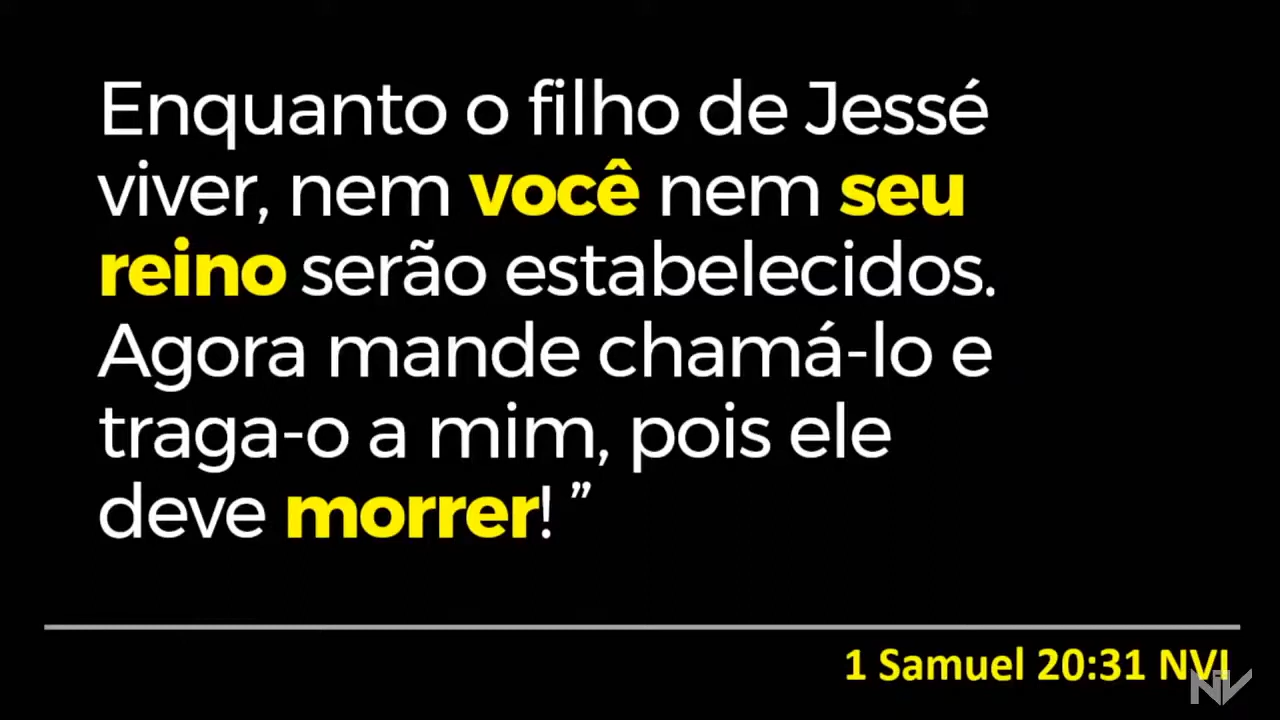 Enquanto o filho de Jessé
viver, nem você nem seu
reino serão estabelecidos.
Agora mande chamá-lo e
traga-o a mim, pois ele
deve morrer! ”
1 Samuel 20:31 NVI
NV